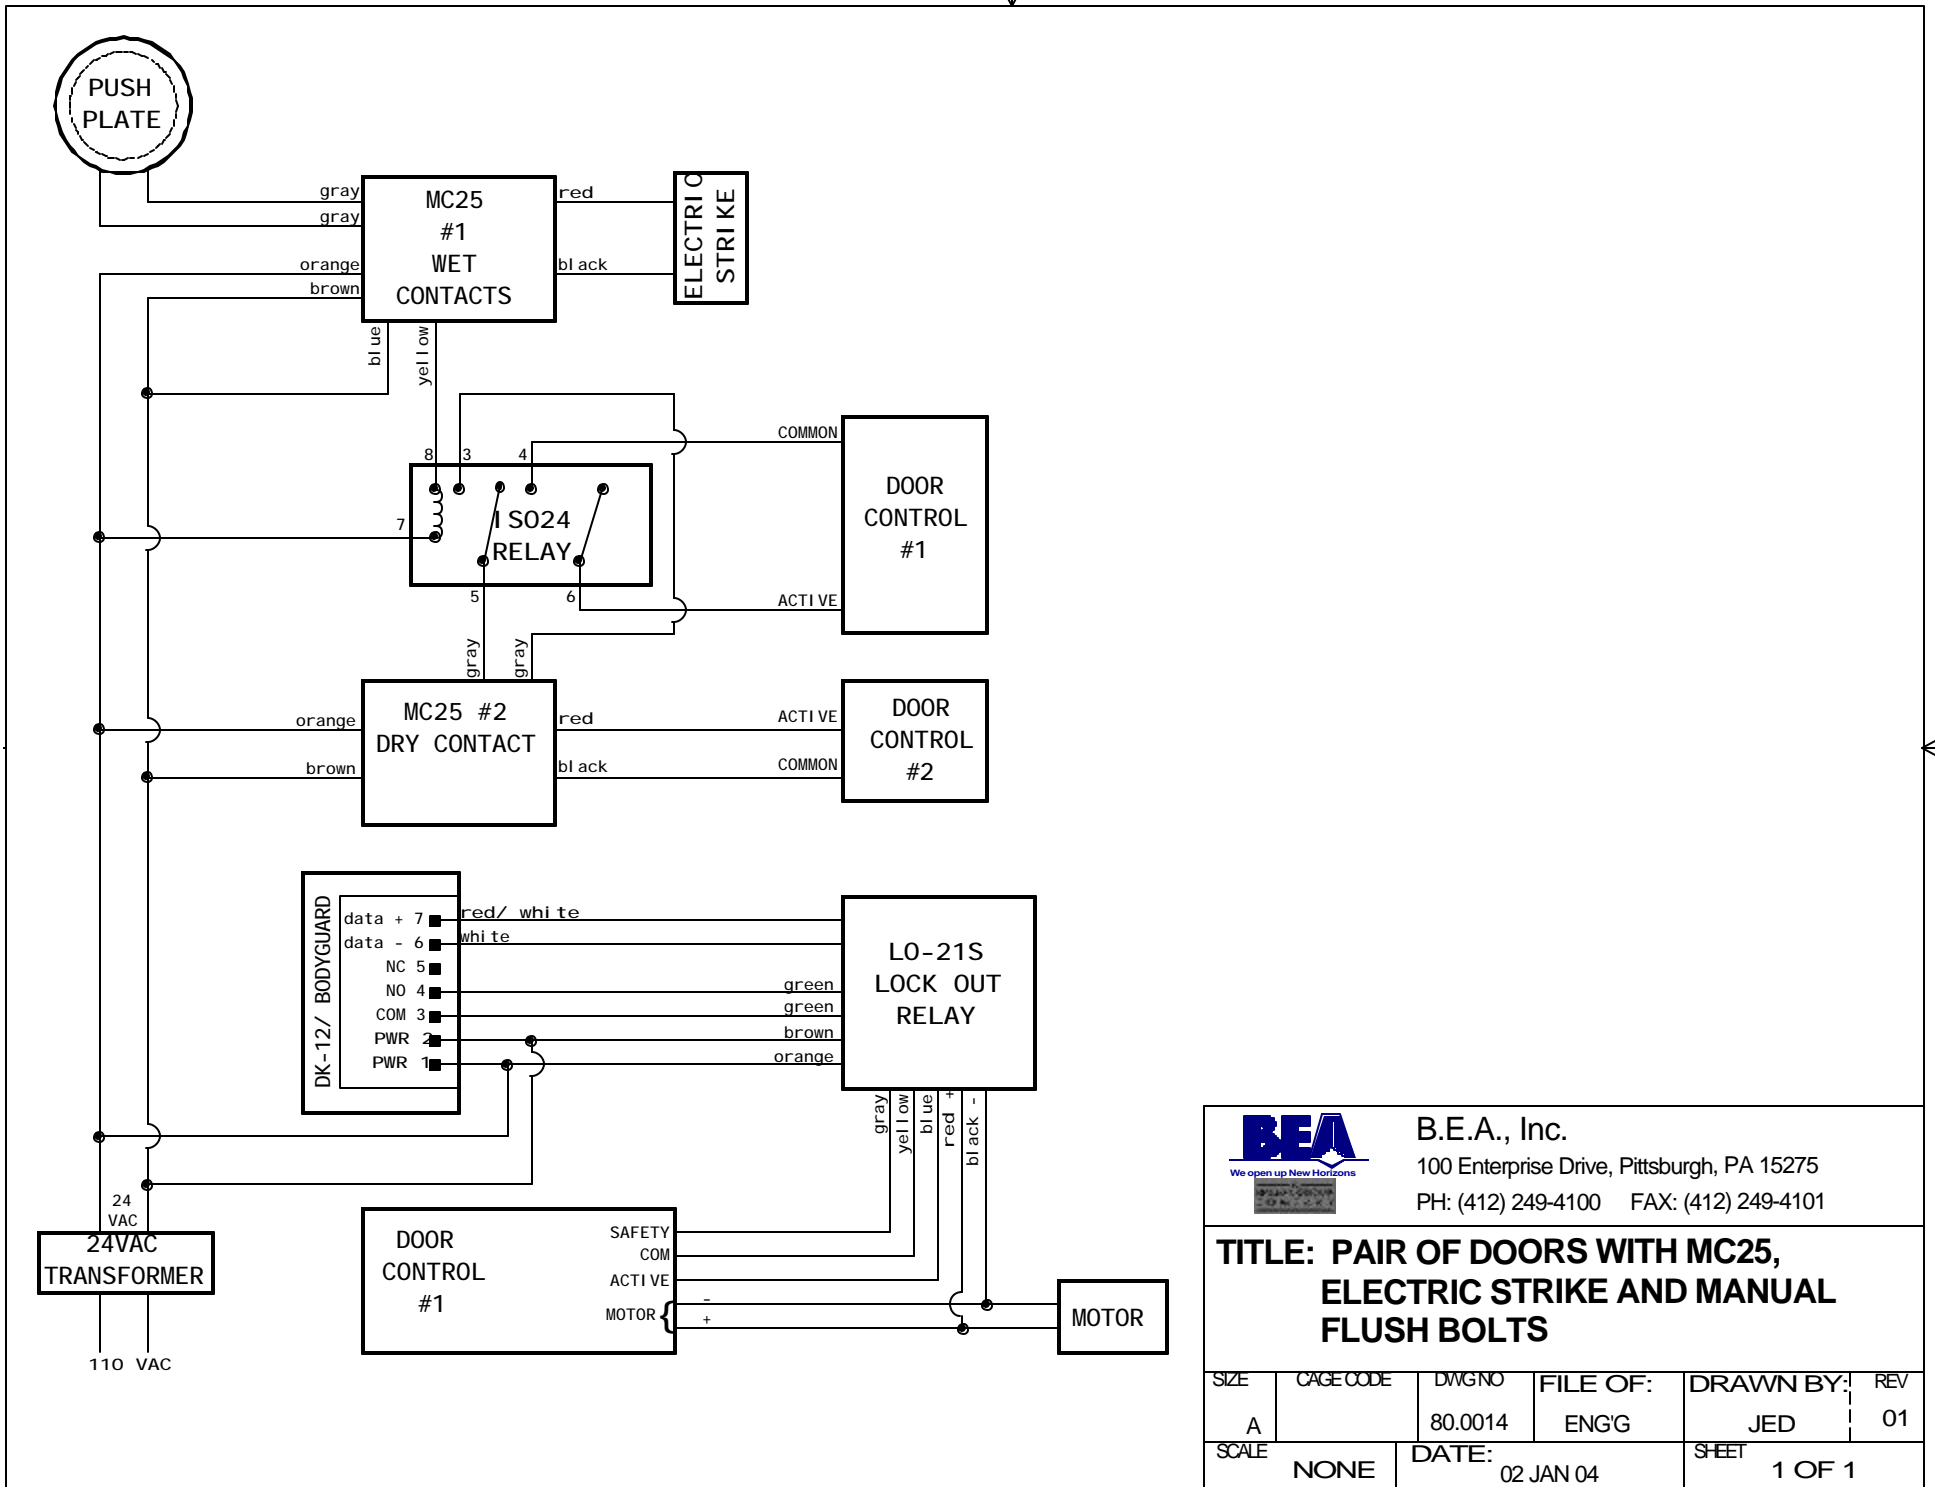 PUSH
PLATE
gray
gray
orange
brown
MC25
#1
WET
CONTACTS
red
black
ELECTRIC
STRIKE
blue
yellow
8
3
4
7
5
6
ISO24
RELAY
COMMON
ACTIVE
DOOR
CONTROL
#1
gray
gray
orange
brown
MC25 #2
DRY CONTACT
red
black
ACTIVE
COMMON
DOOR
CONTROL
#2
DK-12/ BODYGUARD
data + 7
data - 6
NC 5
NO 4
COM 3
PWR 2
PWR 1
red/ white
white
green
green
brown
orange
LO-21S
LOCK OUT
RELAY
gray
yellow
blue
red +
black -
24
VAC
24VAC
TRANSFORMER
110 VAC
DOOR
CONTROL
#1
SAFETY
COM
ACTIVE
MOTOR {
-
+
MOTOR
BEA
We open up New Horizons
B.E.A., Inc.
100 Enterprise Drive, Pittsburgh, PA 15275
PH: (412) 249-4100 FAX: (412) 249-4101
TITLE: PAIR OF DOORS WITH MC25,
ELECTRIC STRIKE AND MANUAL
FLUSH BOLTS
SIZE
A
CAGE CODE
DWG NO
80.0014
FILE OF:
ENG'G
DRAWN BY:
JED
REV
01
SCALE
NONE
DATE:
02 JAN 04
SHEET
1 OF 1